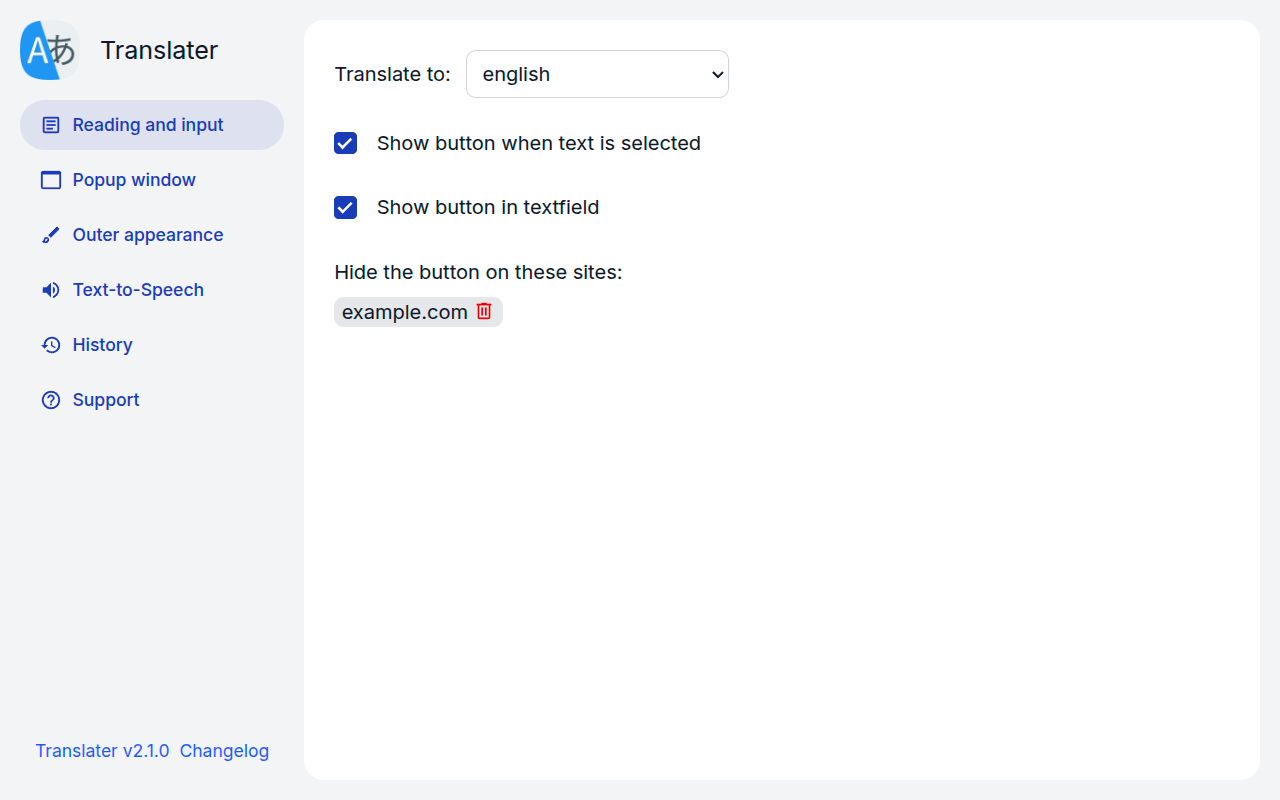 Aあ Translater
Reading and input
Popup window
Outer appearance
Text-to-Speech
History
Support
Translater v2.1.0 Changelog
Translate to: english
Show button when text is selected
Show button in textfield
Hide the button on these sites:
example.com